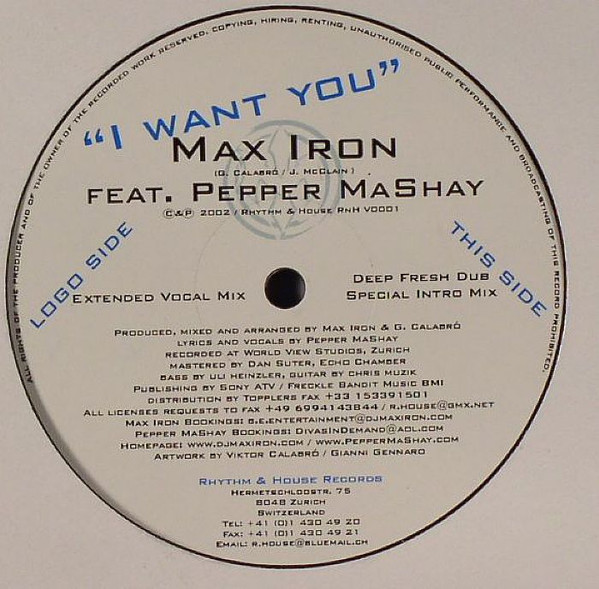 ALL RIGHTS OF THE PRODUCER AND OF THE OWNER OF THE RECORDED WORK RESERVED. COPYING, HIRING, RENTING, UNAUTHORISED PUBLIC PERFORMANCE AND BROADCASTING OF THIS RECORD PROHIBITED.
“I WANT YOU”
MAX IRON
(G. CALABRÓ / J. MCCLAIN)
FEAT. PEPPER MASHAY
©&℗ 2002 / RHYTHM & HOUSE RNH V0001
LOGO SIDE
THIS SIDE
EXTENDED VOCAL MIX
DEEP FRESH DUB
SPECIAL INTRO MIX
PRODUCED, MIXED AND ARRANGED BY MAX IRON & G. CALABRÓ
LYRICS AND VOCALS BY PEPPER MASHAY
RECORDED AT WORLD VIEW STUDIOS, ZURICH
MASTERED BY DAN SUTER, ECHO CHAMBER
BASS BY ULI HEINZLER, GUITAR BY CHRIS MUZIK
PUBLISHING BY SONY ATV / FRECKLE BANDIT MUSIC BMI
DISTRIBUTION BY TOPPLERS FAX +33 153391501
ALL LICENSES REQUESTS TO FAX +49 6994143844 / R.HOUSE@GMX.NET
MAX IRON BOOKINGS: B.E.ENTERTAINMENT@DJMAXIRON.COM
PEPPER MASHAY BOOKINGS: DIVASINDEMAND@AOL.COM
HOMEPAGE: WWW.DJMAXIRON.COM / WWW.PEPPERMASHAY.COM
ARTWORK BY VIKTOR CALABRÓ / GIANNI GENNARO
RHYTHM & HOUSE RECORDS
HERMETSCHLOOSTR. 75
8048 ZURICH
SWITZERLAND
TEL: +41 (0)1 430 49 20
FAX: +41 (0)1 430 49 21
EMAIL: R.HOUSE@BLUEMAIL.CH